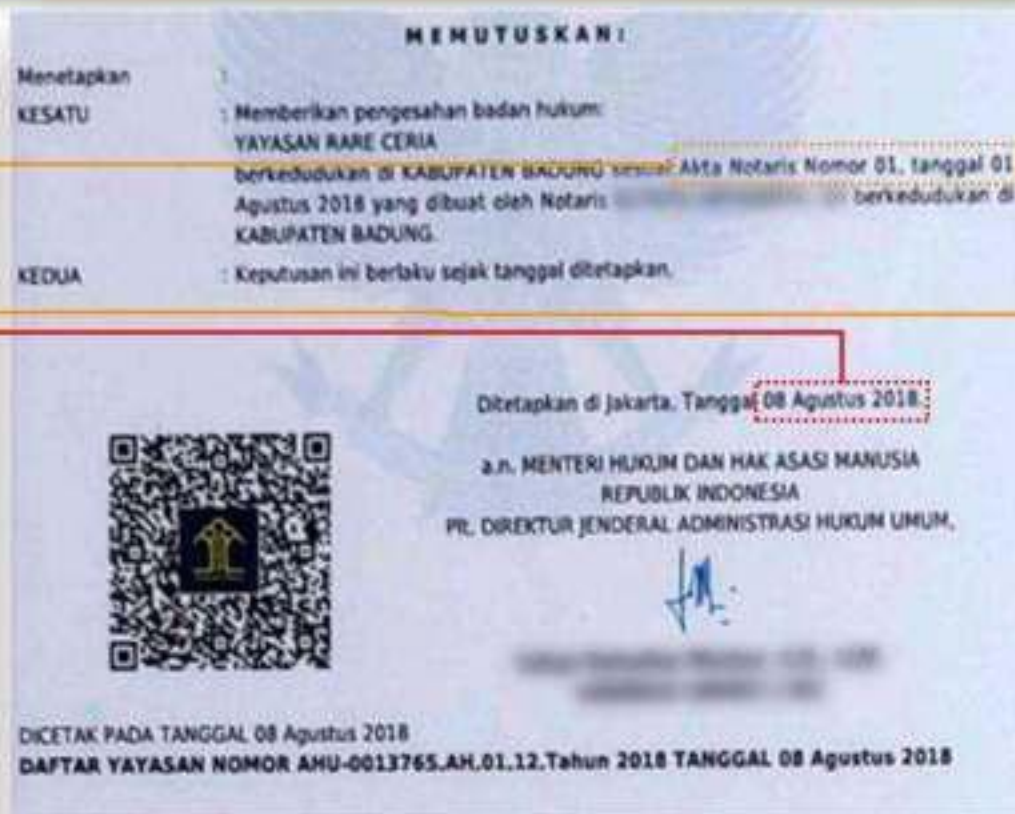 MEMUTUSKAN:
Menetapkan :
KESATU : Memberikan pengesahan badan hukum:
YAYASAN RARE CERIA
berkedudukan di KABUPATEN BADUNG sesuai Akta Notaris Nomor 01, tanggal 01
Agustus 2018 yang dibuat oleh Notaris berkedudukan di
KABUPATEN BADUNG.
KEDUA : Keputusan ini berlaku sejak tanggal ditetapkan.
Ditetapkan di Jakarta, Tanggal 08 Agustus 2018.
a.n. MENTERI HUKUM DAN HAK ASASI MANUSIA
REPUBLIK INDONESIA
Plt. DIREKTUR JENDERAL ADMINISTRASI HUKUM UMUM,
DICETAK PADA TANGGAL 08 Agustus 2018
DAFTAR YAYASAN NOMOR AHU-0013765.AH.01.12.Tahun 2018 TANGGAL 08 Agustus 2018